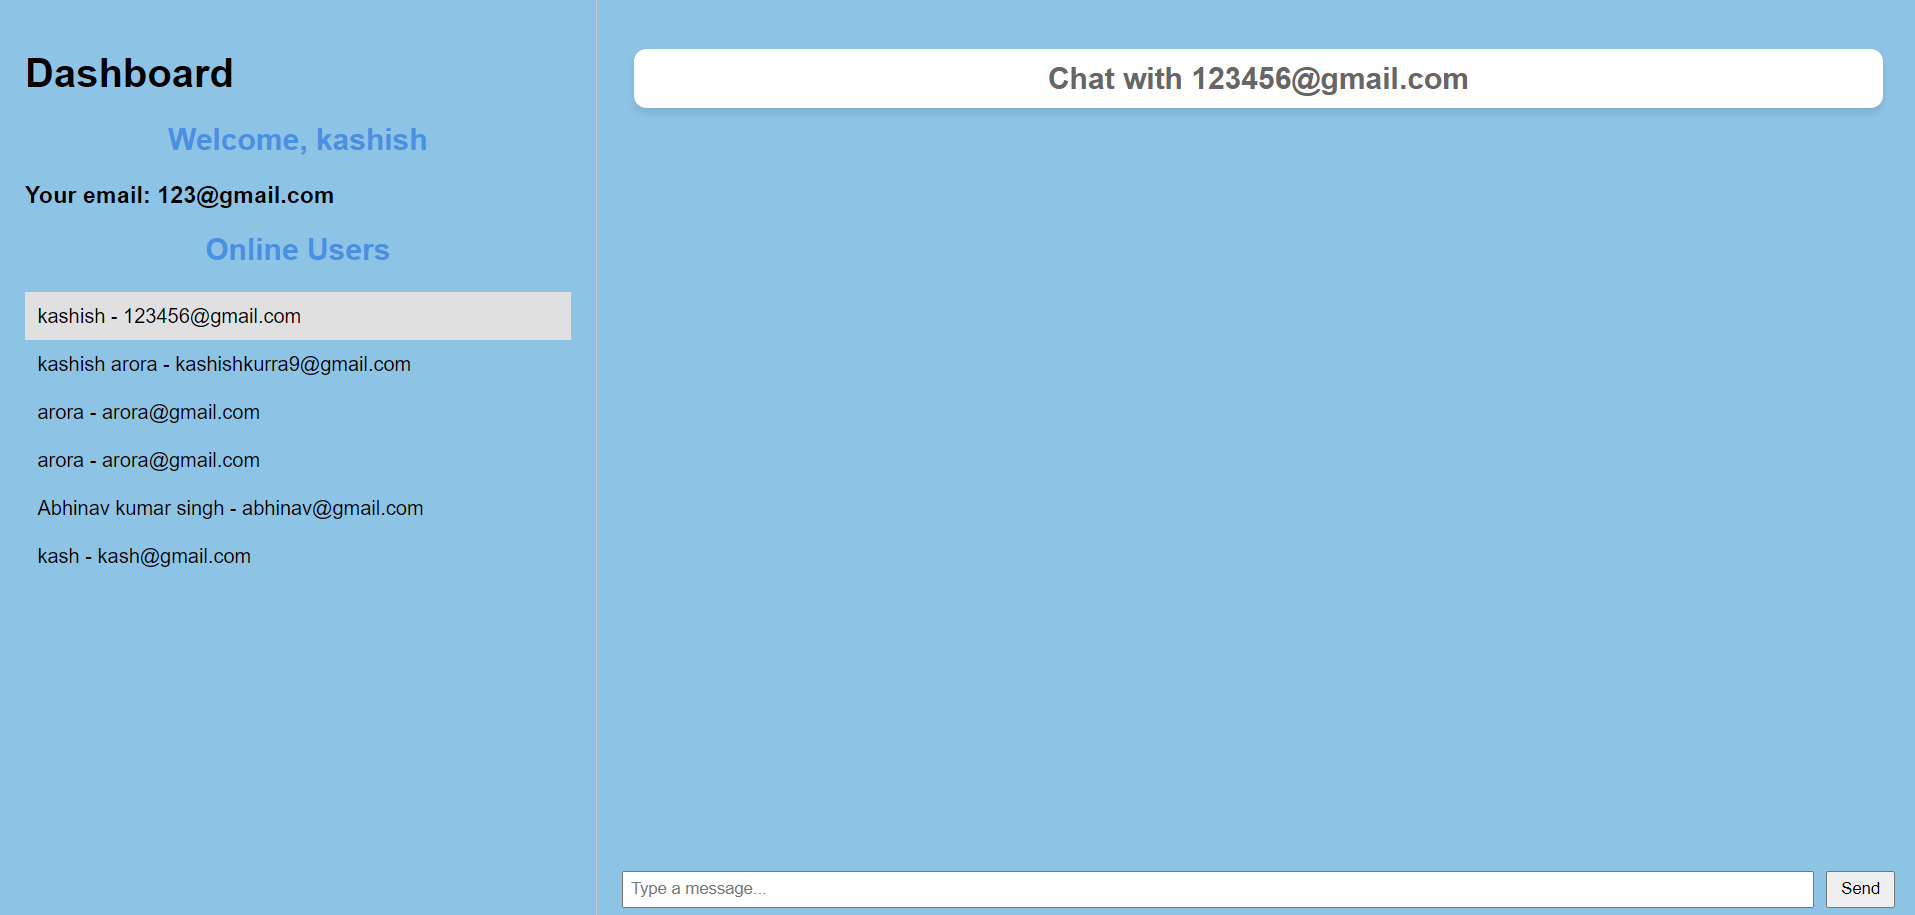 Dashboard
Welcome, kashish
Your email: 123@gmail.com
Online Users
kashish - 123456@gmail.com
kashish arora - kashishkurra9@gmail.com
arora - arora@gmail.com
arora - arora@gmail.com
Abhinav kumar singh - abhinav@gmail.com
kash - kash@gmail.com
Chat with 123456@gmail.com
Type a message...
Send